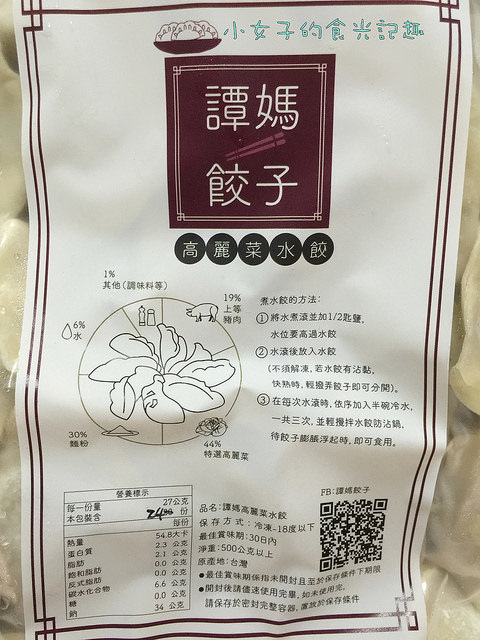 小女子的食光記趣
譚媽
餃子
高麗菜水餃
1%
其他(調味料等)
19%
上等
豬肉
6%
水
30%
麵粉
44%
特選高麗菜
煮水餃的方法:
①將水煮滾並加1/2匙鹽,
水位要高過水餃
②水滾後放入水餃
(不須解凍,若水餃有沾黏,
快熟時,輕撥弄餃子即可分開)。
③在每次水滾時,依序加入半碗冷水,
一共三次,並輕攪拌水餃防沾鍋,
待餃子膨脹浮起時,即可食用。
營養標示
每一份量 27公克
本包裝含 份
每份
熱量 54.8大卡
蛋白質 2.3 公克
脂肪 2.1 公克
飽和脂肪 0.0 公克
反式脂肪 0.0 公克
碳水化合物 6.6 公克
糖 0.0 公克
鈉 34 公克
品名:譚媽高麗菜水餃
保存方式:冷凍-18度以下
最佳賞味期:30日內
淨重:500公克以上
原產地:台灣
●最佳賞味期係指未開封且至於保存條件下期限
●開封後請儘速使用完畢,如未使用完,
請保存於密封完整容器,置放於保存條件
FB:譚媽餃子